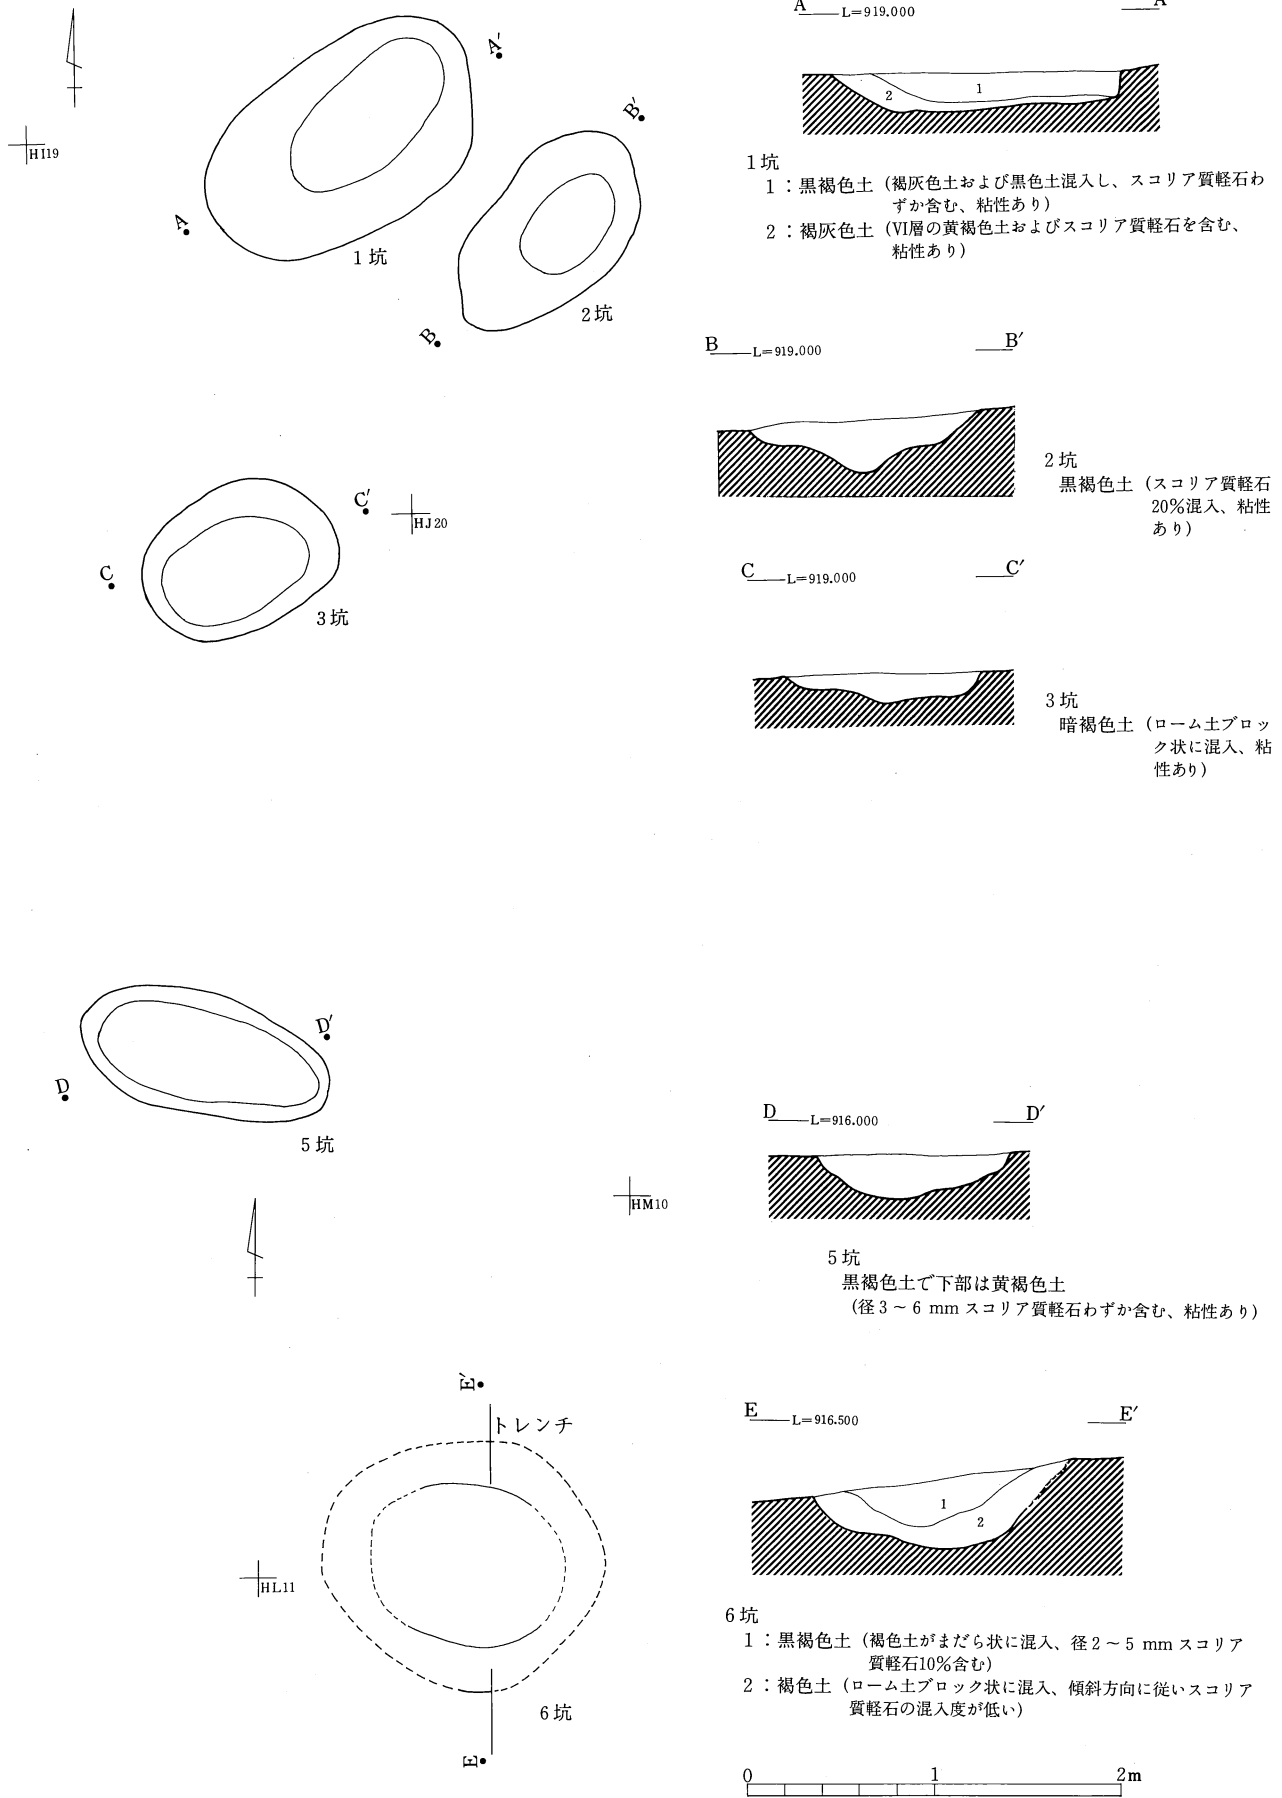 A L=919.000 A′
A′
B′
HI19
A
1坑
2坑
B
1坑
1：黒褐色土（褐灰色土および黒色土混入し、スコリア質軽石わ
ずか含む、粘性あり）
2：褐灰色土（Ⅵ層の黄褐色土およびスコリア質軽石を含む、
粘性あり）
1
2
B L=919.000 B′
2坑
黒褐色土（スコリア質軽石
20％混入、粘性
あり）
C′
HJ20
C
3坑
C L=919.000 C′
3坑
暗褐色土（ローム土ブロッ
ク状に混入、粘
性あり）
D′
D
5坑
HM10
D L=916.000 D′
5坑
黒褐色土で下部は黄褐色土
（径3～6 mm スコリア質軽石わずか含む、粘性あり）
E′
トレンチ
HL11
6坑
E
E L=916.500 E′
1
2
6坑
1：黒褐色土（褐色土がまだら状に混入、径2～5 mm スコリア
質軽石10％含む）
2：褐色土（ローム土ブロック状に混入、傾斜方向に従いスコリア
質軽石の混入度が低い）
0 1 2m